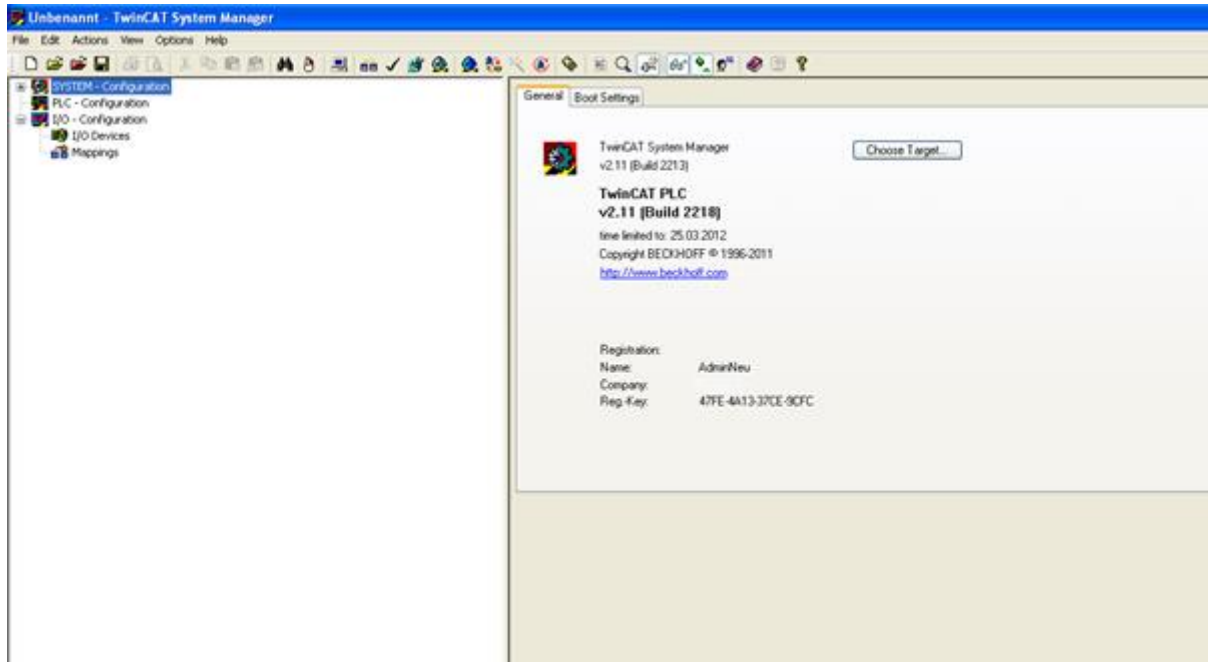 Unbenannt - TwinCAT System Manager
File Edit Actions View Options Help
SYSTEM - Configuration
PLC - Configuration
I/O - Configuration
I/O Devices
Mappings
General Boot Settings
TwinCAT System Manager
v2.11 (Build 2213)
Choose Target...
TwinCAT PLC
v2.11 (Build 2218)
time limited to: 25.03.2012
Copyright BECKHOFF © 1996-2011
http://www.beckhoff.com
Registration:
Name: AdminNeu
Company:
Reg-Key: 47FE-4A13-37CE-9CFC